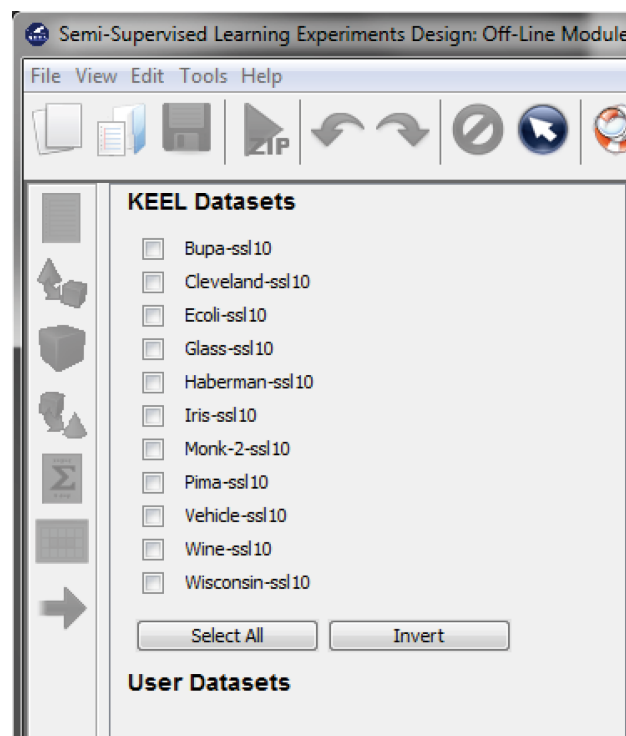 Semi-Supervised Learning Experiments Design: Off-Line Module
File View Edit Tools Help
ZIP
KEEL Datasets
Bupa-ssl10
Cleveland-ssl10
Ecoli-ssl10
Glass-ssl10
Haberman-ssl10
Iris-ssl10
Monk-2-ssl10
Pima-ssl10
Vehicle-ssl10
Wine-ssl10
Wisconsin-ssl10
Select All Invert
User Datasets